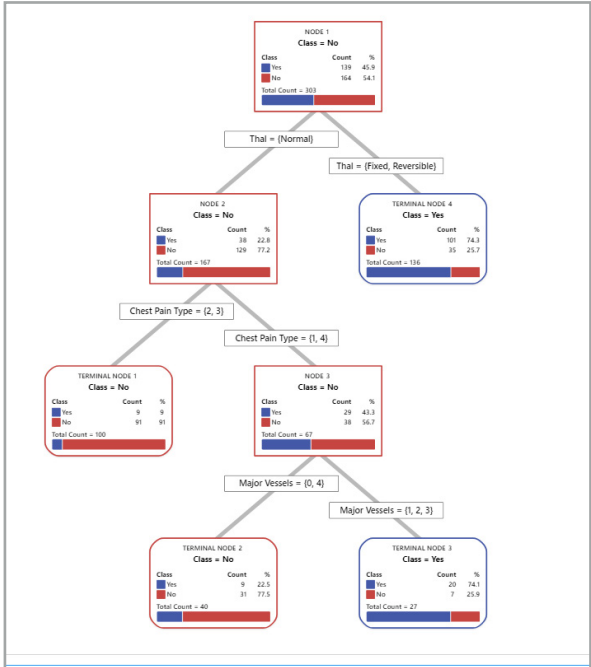 NODE 1
Class = No
Class Count %
Yes 139 45.9
No 164 54.1
Total Count = 303
Thal = {Normal}
Thal = {Fixed, Reversible}
NODE 2
Class = No
Class Count %
Yes 38 22.8
No 129 77.2
Total Count = 167
TERMINAL NODE 4
Class = Yes
Class Count %
Yes 101 74.3
No 35 25.7
Total Count = 136
Chest Pain Type = {2, 3}
Chest Pain Type = {1, 4}
TERMINAL NODE 1
Class = No
Class Count %
Yes 9 9
No 91 91
Total Count = 100
NODE 3
Class = No
Class Count %
Yes 29 43.3
No 38 56.7
Total Count = 67
Major Vessels = {0, 4}
Major Vessels = {1, 2, 3}
TERMINAL NODE 2
Class = No
Class Count %
Yes 9 22.5
No 31 77.5
Total Count = 40
TERMINAL NODE 3
Class = Yes
Class Count %
Yes 20 74.1
No 7 25.9
Total Count = 27